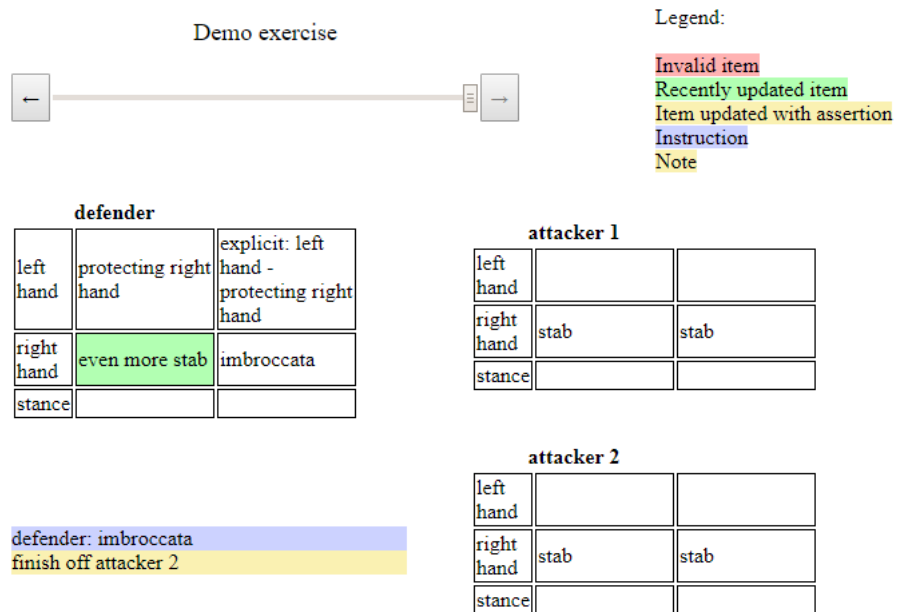 Demo exercise
←
→
Legend:
Invalid item
Recently updated item
Item updated with assertion
Instruction
Note
defender
left
hand
protecting right
hand
explicit: left
hand -
protecting right
hand
right
hand
even more stab
imbroccata
stance
defender: imbroccata
finish off attacker 2
attacker 1
left
hand
right
hand
stab
stab
stance
attacker 2
left
hand
right
hand
stab
stab
stance